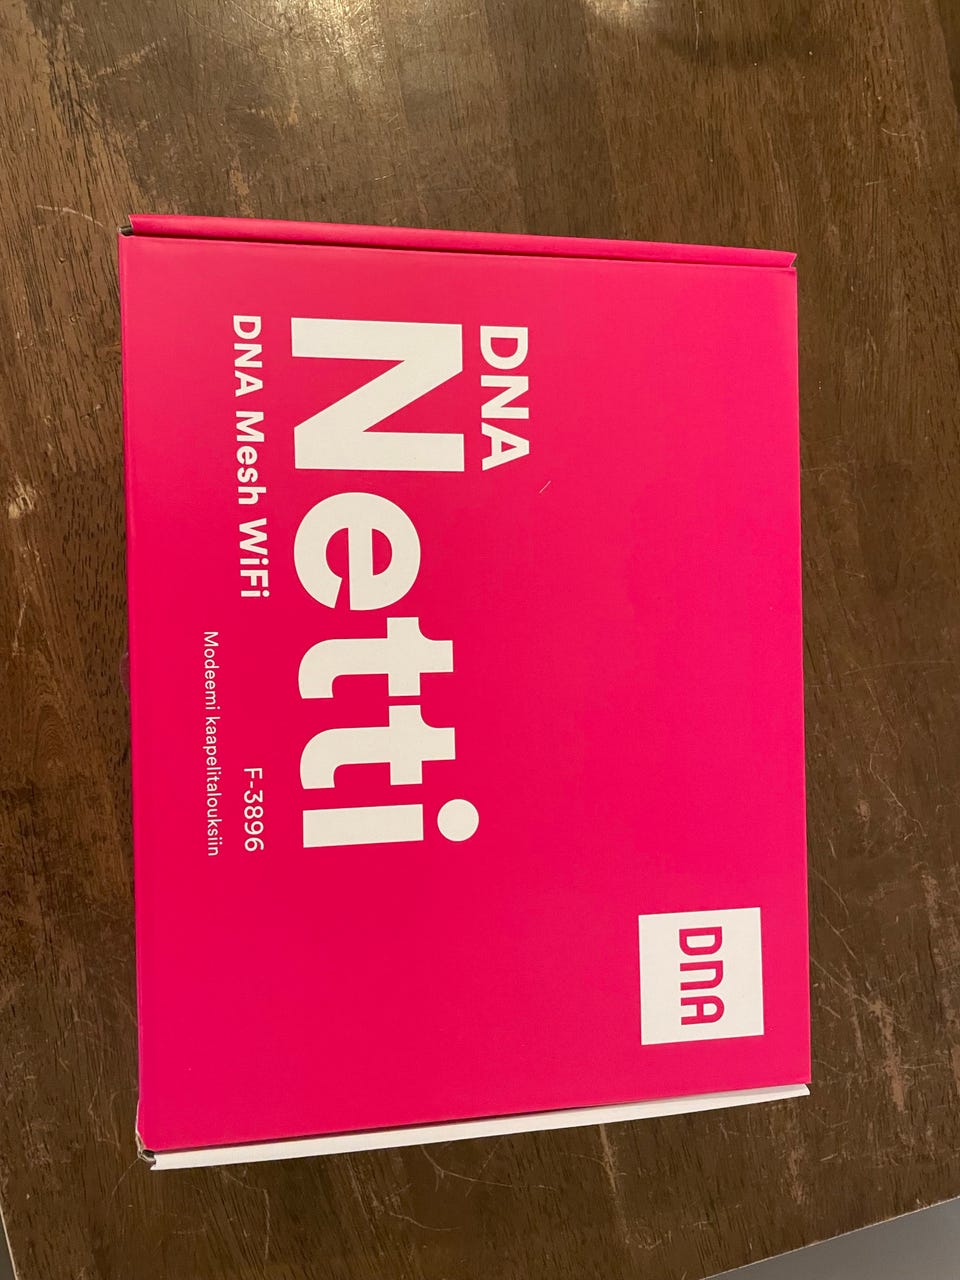 DNA
DNA
Netti
DNA Mesh WiFi
F-3896
Modeemi kaapelitalouksiin